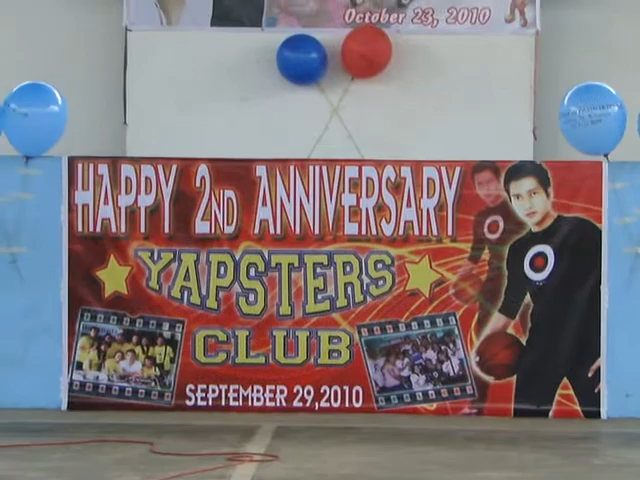 October 23, 2010
HAPPY 2ND ANNIVERSARY
YAPSTERS
CLUB
SEPTEMBER 29,2010